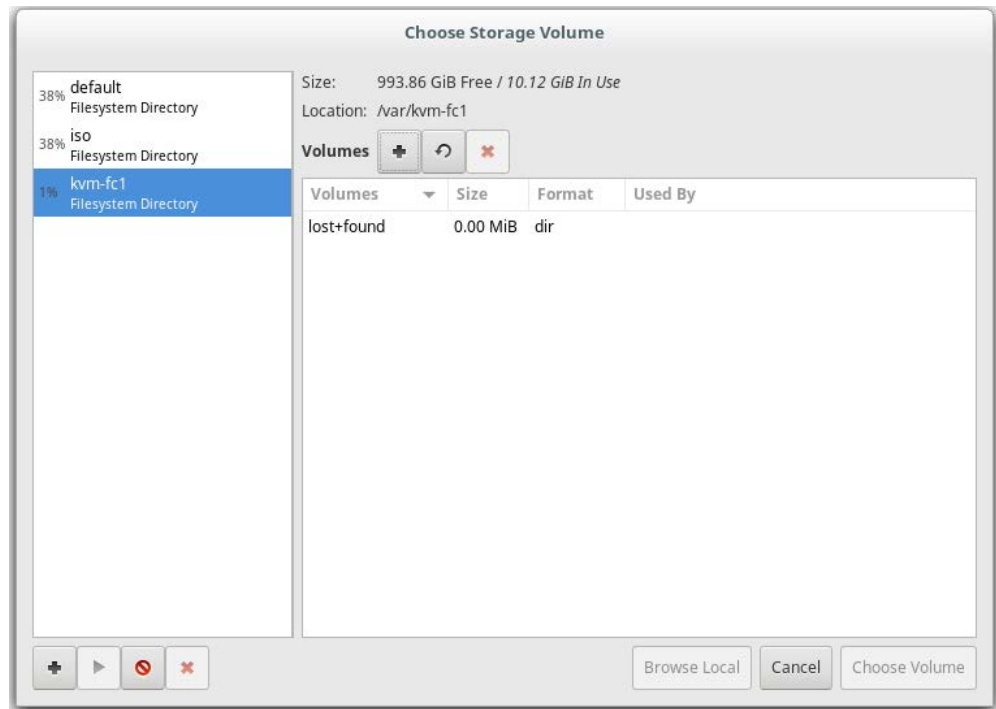 Choose Storage Volume
38% default
Filesystem Directory
38% iso
Filesystem Directory
1% kvm-fc1
Filesystem Directory
Size: 993.86 GiB Free / 10.12 GiB In Use
Location: /var/kvm-fc1
Volumes
Volumes Size Format Used By
lost+found 0.00 MiB dir
Browse Local Cancel Choose Volume